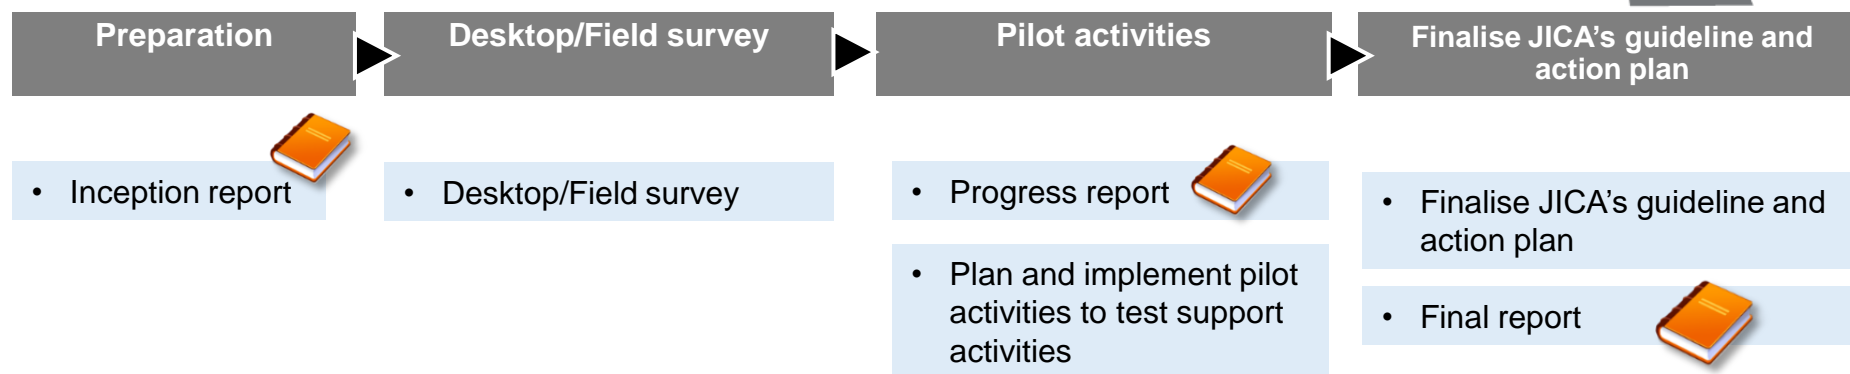 Preparation
Desktop/Field survey
Pilot activities
Finalise JICA's guideline and
action plan
• Inception report
• Desktop/Field survey
• Progress report
• Plan and implement pilot
activities to test support
activities
• Finalise JICA's guideline and
action plan
• Final report